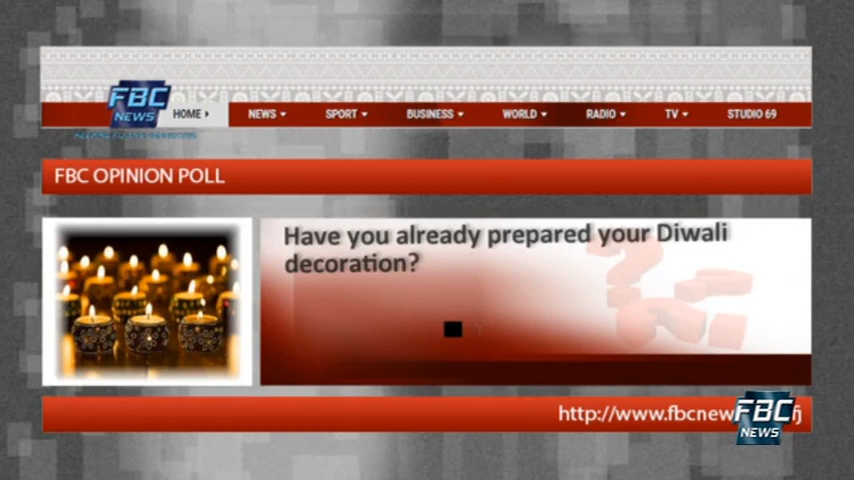 FBC
NEWS
HOME
NEWS
SPORT
BUSINESS
WORLD
RADIO
TV
STUDIO 69
FBC OPINION POLL
Have you already prepared your Diwali
decoration?
http://www.fbcnew
FBC
NEWS